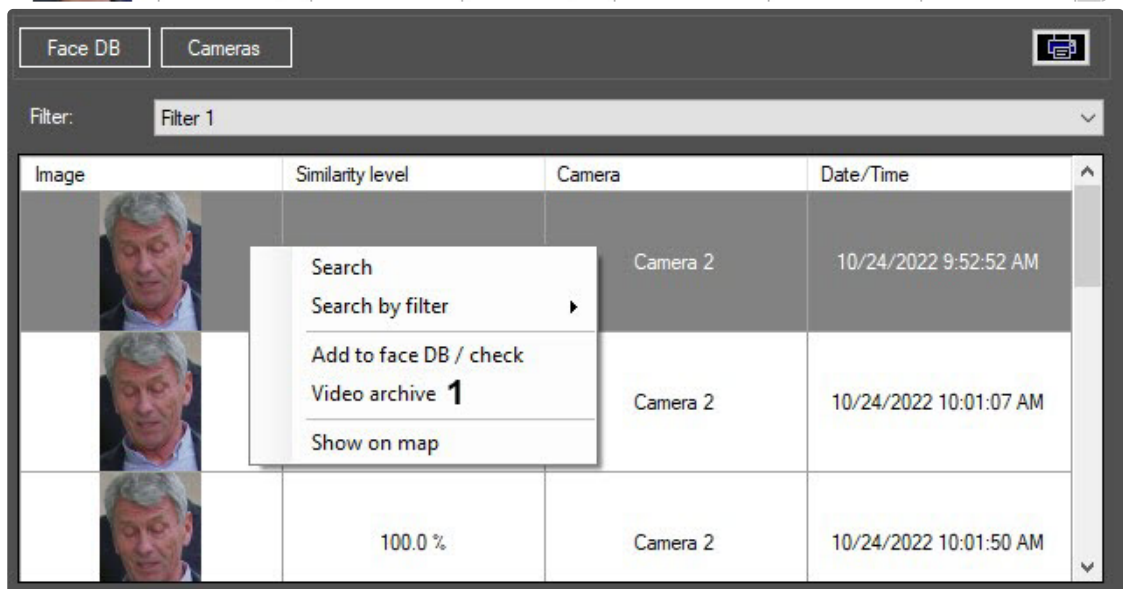 Face DB Cameras
Filter: Filter 1
Image Similarity level Camera Date/Time
Camera 2 10/24/2022 9:52:52 AM
Search
Search by filter
Add to face DB / check
Video archive 1
Camera 2 10/24/2022 10:01:07 AM
Show on map
100.0 % Camera 2 10/24/2022 10:01:50 AM